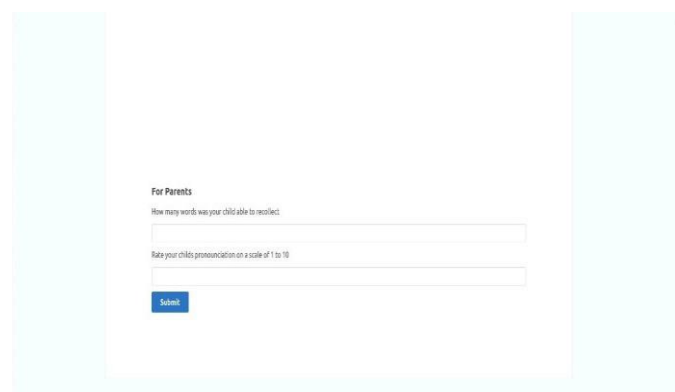 For Parents
How many words was your child able to recollect
Rate your childs pronounciation on a scale of 1 to 10
Submit